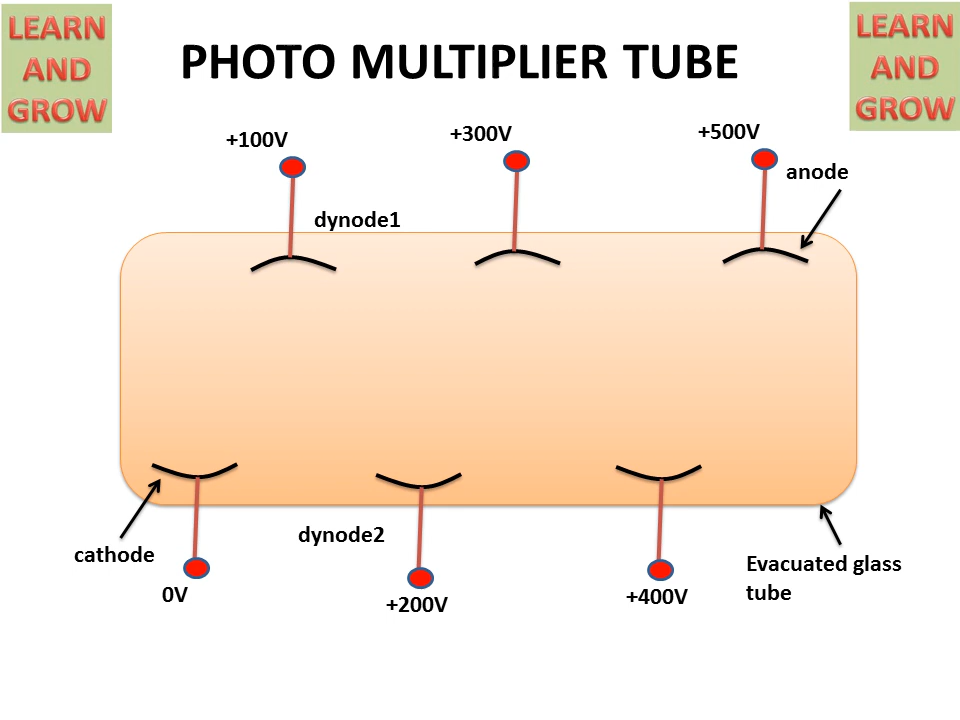 LEARN
AND
GROW
PHOTO MULTIPLIER TUBE
LEARN
AND
GROW
+100V
+300V
+500V
anode
dynode1
cathode
0V
dynode2
+200V
+400V
Evacuated glass
tube